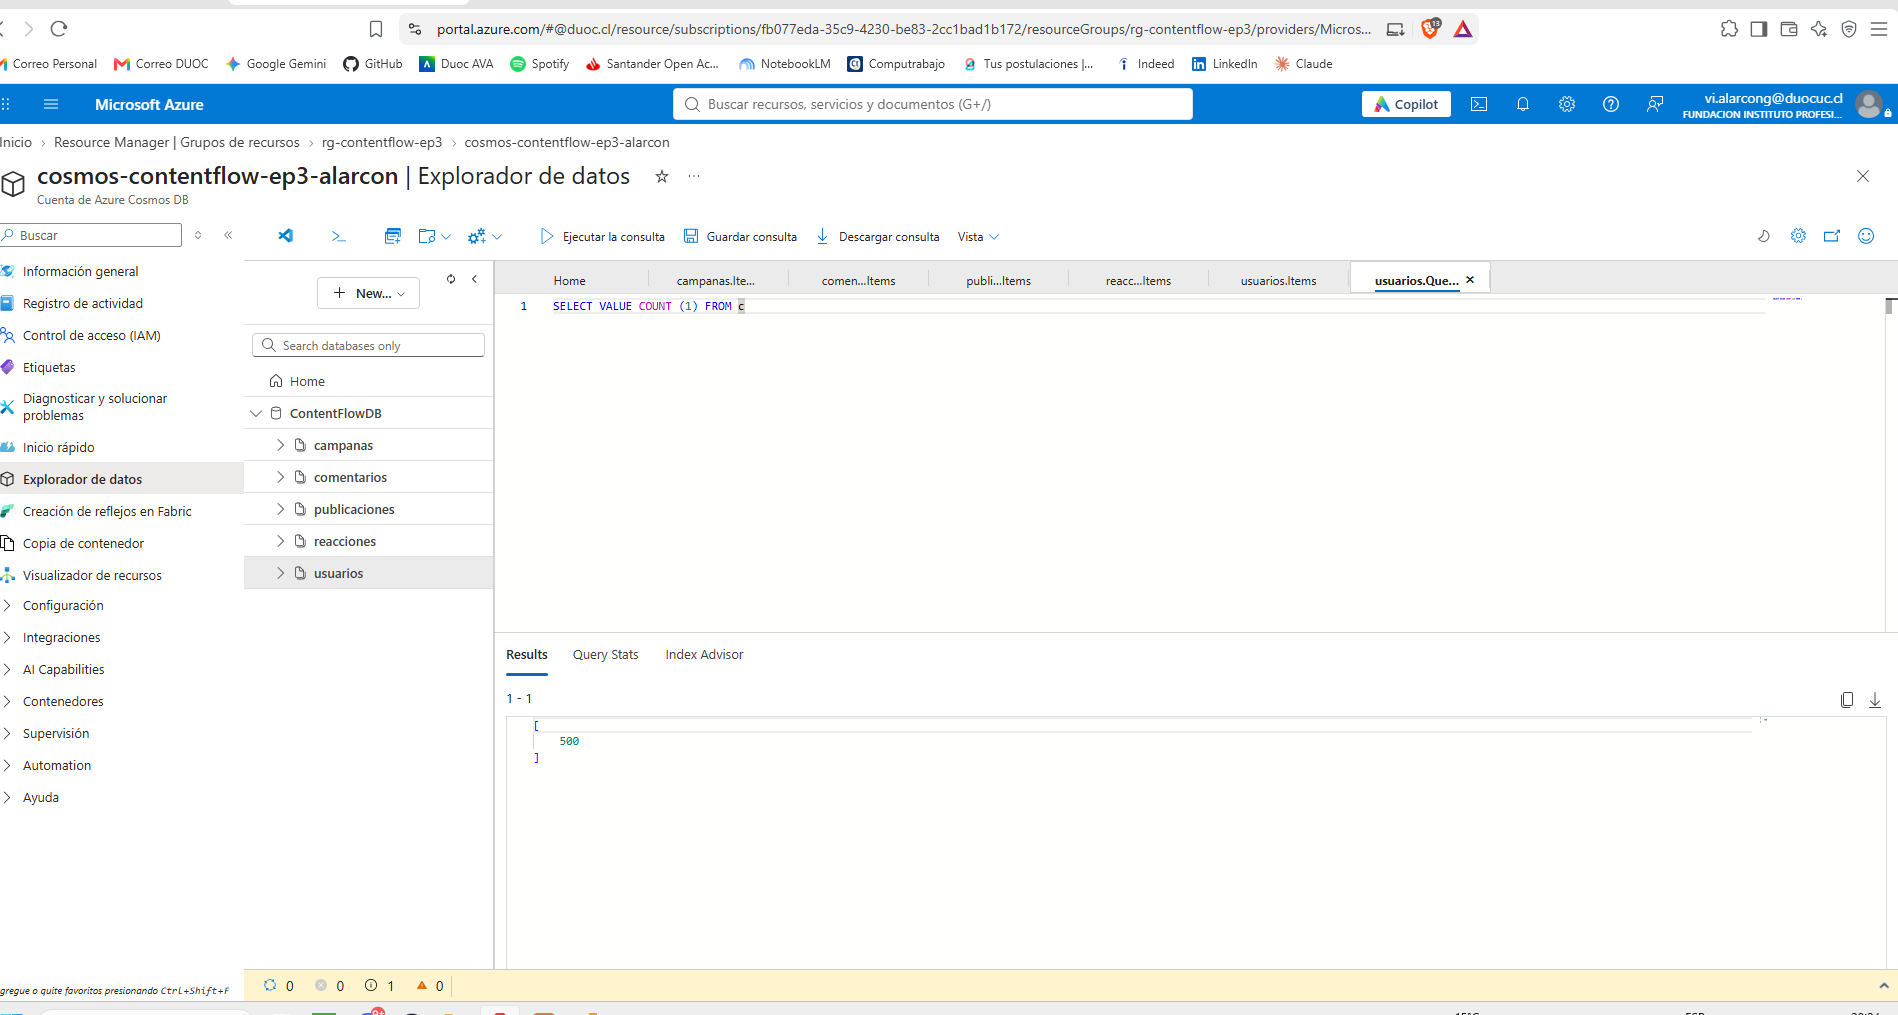 portal.azure.com/#@duoc.cl/resource/subscriptions/fb077eda-35c9-4230-be83-2cc1bad1b172/resourceGroups/rg-contentflow-ep3/providers/Micros...
13
Correo Personal
Correo DUOC
Google Gemini
GitHub
Duoc AVA
Spotify
Santander Open Ac...
NotebookLM
Computrabajo
Tus postulaciones |...
Indeed
LinkedIn
Claude
Microsoft Azure
Buscar recursos, servicios y documentos (G+/)
Copilot
vi.alarcong@duocuc.cl
FUNDACION INSTITUTO PROFESI...
Inicio
Resource Manager | Grupos de recursos
rg-contentflow-ep3
cosmos-contentflow-ep3-alarcon
cosmos-contentflow-ep3-alarcon | Explorador de datos
Cuenta de Azure Cosmos DB
Buscar
Ejecutar la consulta
Guardar consulta
Descargar consulta
Vista
Información general
Registro de actividad
Control de acceso (IAM)
Etiquetas
Diagnosticar y solucionar
problemas
Inicio rápido
Explorador de datos
Creación de reflejos en Fabric
Copia de contenedor
Visualizador de recursos
Configuración
Integraciones
AI Capabilities
Contenedores
Supervisión
Automation
Ayuda
gregue o quite favoritos presionando Ctrl+Shift+F
New...
Search databases only
Home
ContentFlowDB
campanas
comentarios
publicaciones
reacciones
usuarios
Home
campanas.Ite...
comen...Items
publi...Items
reacc...Items
usuarios.Items
usuarios.Que...
1 SELECT VALUE COUNT (1) FROM c
Results
Query Stats
Index Advisor
1 - 1
[
500
]
0
0
1
0